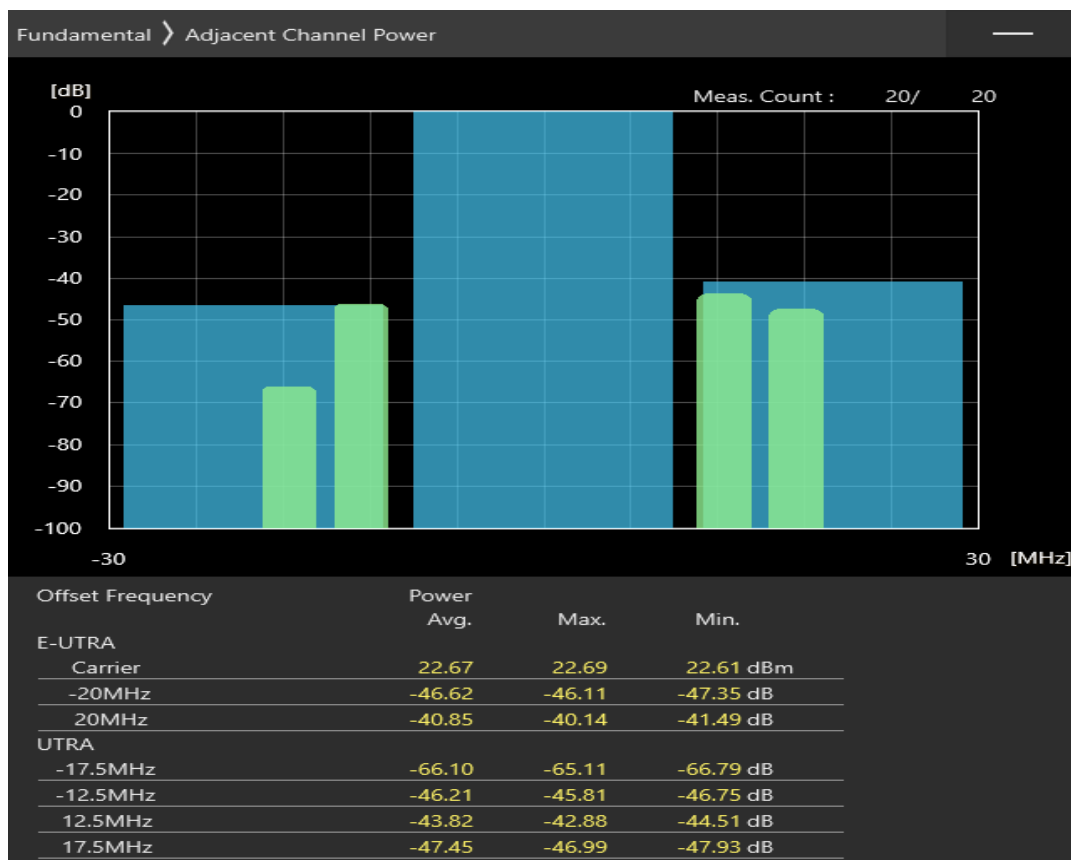 Fundamental ❯ Adjacent Channel Power
[dB]
Meas. Count : 20/ 20
0
-10
-20
-30
-40
-50
-60
-70
-80
-90
-100
-30 30 [MHz]
Offset Frequency Power
Avg. Max. Min.
E-UTRA
Carrier 22.67 22.69 22.61 dBm
-20MHz -46.62 -46.11 -47.35 dB
20MHz -40.85 -40.14 -41.49 dB
UTRA
-17.5MHz -66.10 -65.11 -66.79 dB
-12.5MHz -46.21 -45.81 -46.75 dB
12.5MHz -43.82 -42.88 -44.51 dB
17.5MHz -47.45 -46.99 -47.93 dB